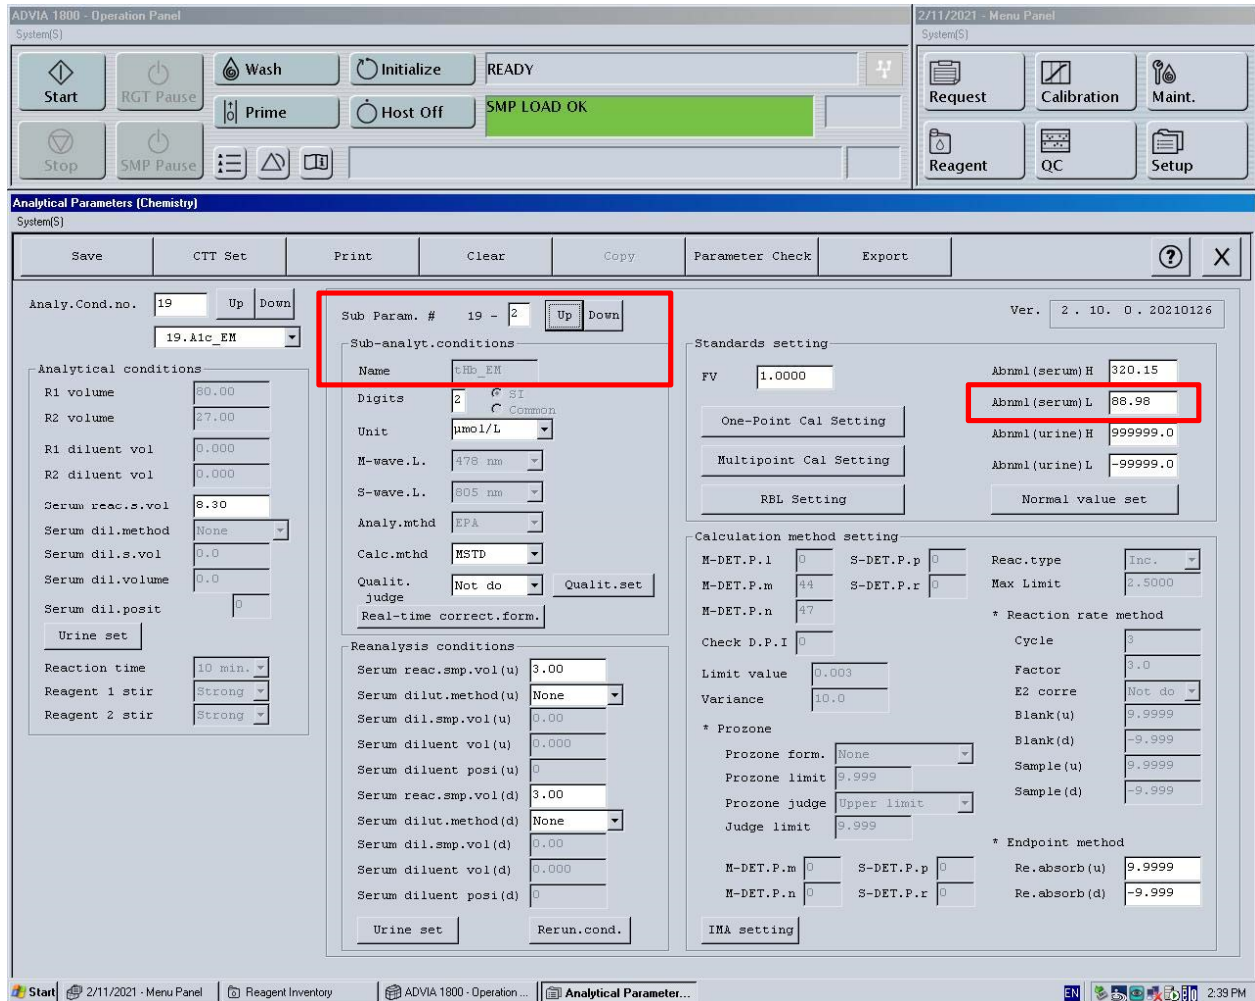 ADVIA 1800 - Operation Panel
System(S)
Start
RGT Pause
Wash
Initialize
READY
Prime
Host Off
SMP LOAD OK
Stop
SMP Pause
2/11/2021 - Menu Panel
System(S)
Request
Calibration
Maint.
Reagent
QC
Setup
Analytical Parameters (Chemistry)
System(S)
Save
CTT Set
Print
Clear
Copy
Parameter Check
Export
?
X
Analy.Cond.no. 19 Up Down
19.A1c_EM
Analytical conditions
R1 volume 80.00
R2 volume 27.00
R1 diluent vol 0.000
R2 diluent vol 0.000
Serum reac.s.vol 8.30
Serum dil.method None
Serum dil.s.vol 0.0
Serum dil.volume 0.0
Serum dil.posit 0
Urine set
Reaction time 10 min.
Reagent 1 stir Strong
Reagent 2 stir Strong
Sub Param. # 19 - 2 Up Down
Sub-analyt.conditions
Name tHb_EM
Digits 2 SI
Common
Unit µmol/L
M-wave.L. 478 nm
S-wave.L. 805 nm
Analy.mthd EPA
Calc.mthd MSTD
Qualit. judge Not do Qualit.set
Real-time correct.form.
Reanalysis conditions
Serum reac.smp.vol(u) 3.00
Serum dilut.method(u) None
Serum dil.smp.vol(u) 0.00
Serum diluent vol(u) 0.000
Serum diluent posi(u) 0
Serum reac.smp.vol(d) 3.00
Serum dilut.method(d) None
Serum dil.smp.vol(d) 0.00
Serum diluent vol(d) 0.000
Serum diluent posi(d) 0
Urine set Rerun.cond.
Ver. 2. 10. 0. 20210126
Standards setting
FV 1.0000
One-Point Cal Setting
Multipoint Cal Setting
RBL Setting
Abnml(serum)H 320.15
Abnml(serum)L 88.98
Abnml(urine)H 999999.0
Abnml(urine)L -99999.0
Normal value set
Calculation method setting
M-DET.P.l 0 S-DET.P.p 0
M-DET.P.m 44 S-DET.P.r 0
M-DET.P.n 47
Check D.P.I 0
Limit value 0.003
Variance 10.0
* Prozone
Prozone form. None
Prozone limit 9.999
Prozone judge Upper limit
Judge limit 9.999
M-DET.P.m 0 S-DET.P.p 0
M-DET.P.n 0 S-DET.P.r 0
IMA setting
Reac.type Inc.
Max Limit 2.5000
* Reaction rate method
Cycle 3
Factor 3.0
E2 corre Not do
Blank(u) 9.9999
Blank(d) -9.999
Sample(u) 9.9999
Sample(d) -9.999
* Endpoint method
Re.absorb(u) 9.9999
Re.absorb(d) -9.999
Start 2/11/2021 - Menu Panel Reagent Inventory ADVIA 1800 - Operation ... Analytical Parameter... EN 2:39 PM